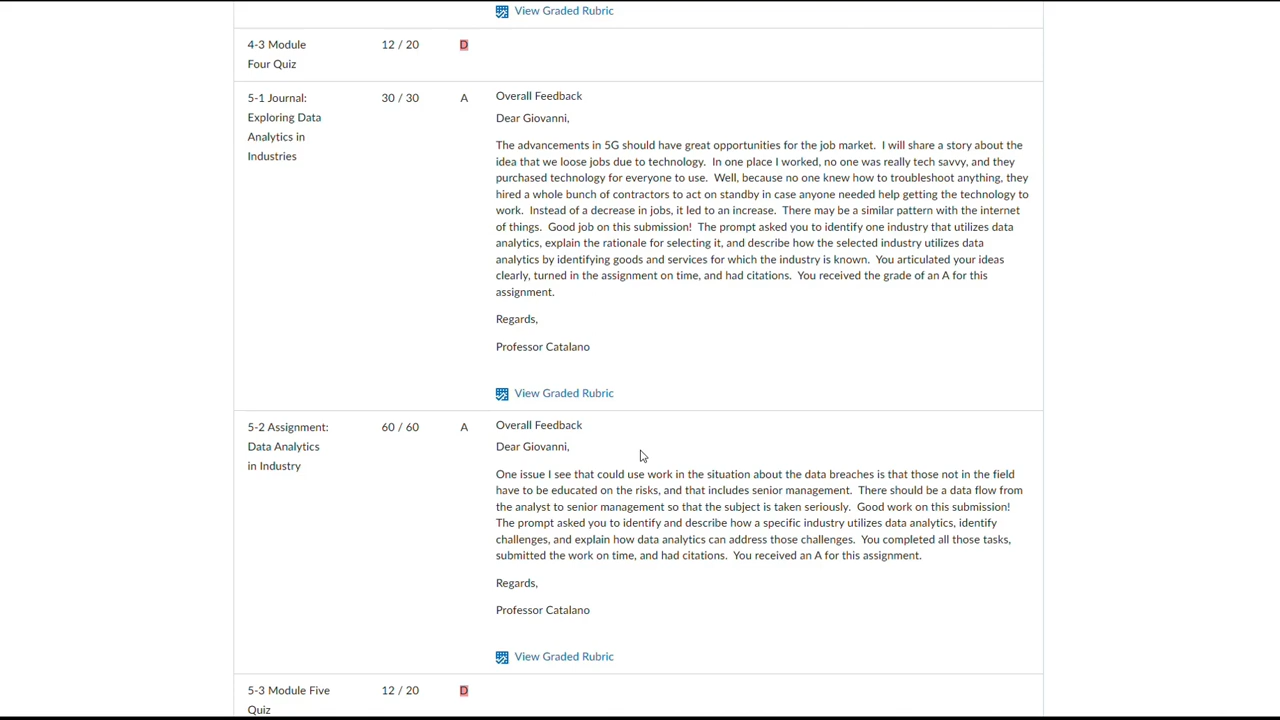 View Graded Rubric
4-3 Module
Four Quiz
12 / 20
D
5-1 Journal:
Exploring Data
Analytics in
Industries
30 / 30
A
Overall Feedback
Dear Giovanni,
The advancements in 5G should have great opportunities for the job market.  I will share a story about the
idea that we loose jobs due to technology.  In one place I worked, no one was really tech savvy, and they
purchased technology for everyone to use.  Well, because no one knew how to troubleshoot anything, they
hired a whole bunch of contractors to act on standby in case anyone needed help getting the technology to
work.  Instead of a decrease in jobs, it led to an increase.  There may be a similar pattern with the internet
of things.  Good job on this submission!  The prompt asked you to identify one industry that utilizes data
analytics, explain the rationale for selecting it, and describe how the selected industry utilizes data
analytics by identifying goods and services for which the industry is known.  You articulated your ideas
clearly, turned in the assignment on time, and had citations.  You received the grade of an A for this
assignment.
Regards,
Professor Catalano
View Graded Rubric
5-2 Assignment:
Data Analytics
in Industry
60 / 60
A
Overall Feedback
Dear Giovanni,
One issue I see that could use work in the situation about the data breaches is that those not in the field
have to be educated on the risks, and that includes senior management.  There should be a data flow from
the analyst to senior management so that the subject is taken seriously.  Good work on this submission!
The prompt asked you to identify and describe how a specific industry utilizes data analytics, identify
challenges, and explain how data analytics can address those challenges.  You completed all those tasks,
submitted the work on time, and had citations.  You received an A for this assignment.
Regards,
Professor Catalano
View Graded Rubric
5-3 Module Five
Quiz
12 / 20
D